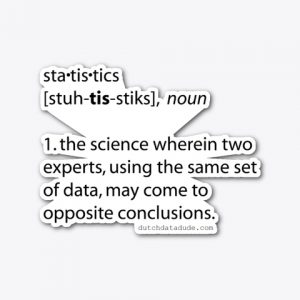 sta•tis•tics
[stuh-tis-stiks], noun
1. the science wherein two
experts, using the same set
of data, may come to
opposite conclusions.
dutchdatadude.com